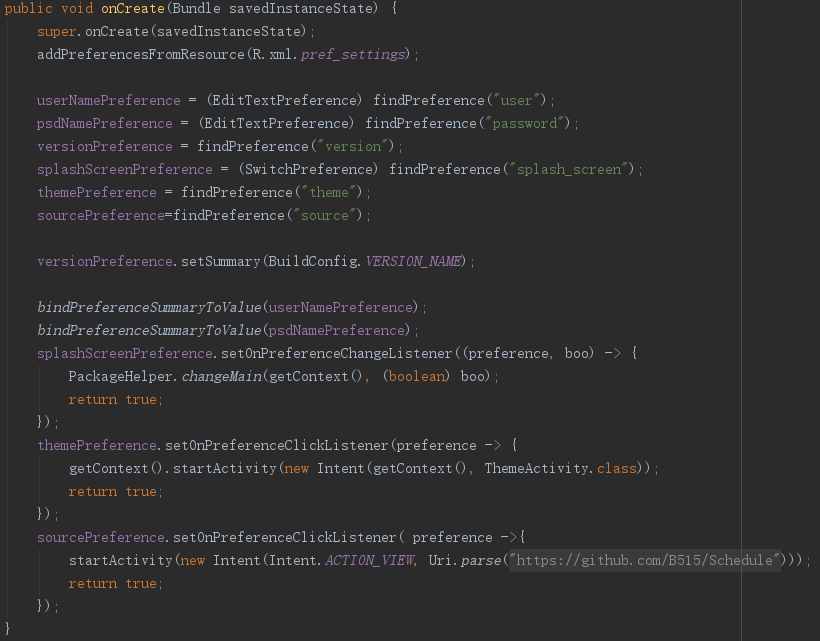 public void onCreate(Bundle savedInstanceState) {
    super.onCreate(savedInstanceState);
    addPreferencesFromResource(R.xml.pref_settings);

    userNamePreference = (EditTextPreference) findPreference("user");
    psdNamePreference = (EditTextPreference) findPreference("password");
    versionPreference = findPreference("version");
    splashScreenPreference = (SwitchPreference) findPreference("splash_screen");
    themePreference = findPreference("theme");
    sourcePreference=findPreference("source");

    versionPreference.setSummary(BuildConfig.VERSION_NAME);

    bindPreferenceSummaryToValue(userNamePreference);
    bindPreferenceSummaryToValue(psdNamePreference);
    splashScreenPreference.setOnPreferenceChangeListener((preference, boo) -> {
        PackageHelper.changeMain(getContext(), (boolean) boo);
        return true;
    });
    themePreference.setOnPreferenceClickListener(preference -> {
        getContext().startActivity(new Intent(getContext(), ThemeActivity.class));
        return true;
    });
    sourcePreference.setOnPreferenceClickListener( preference ->{
        startActivity(new Intent(Intent.ACTION_VIEW, Uri.parse("https://github.com/B515/Schedule")));
        return true;
    });
}